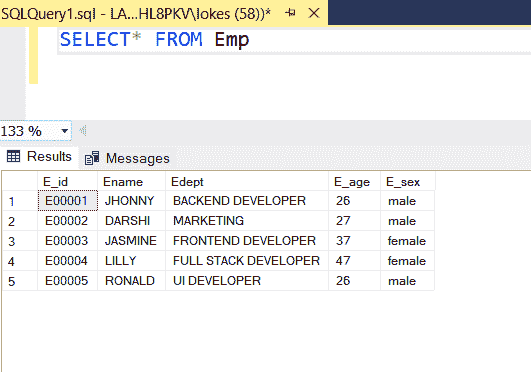 SQLQuery1.sql - LA...HL8PKV\lokes (58))*
SELECT* FROM Emp
133 %
Results Messages
E_id Ename Edept E_age E_sex
1 E00001 JHONNY BACKEND DEVELOPER 26 male
2 E00002 DARSHI MARKETING 27 male
3 E00003 JASMINE FRONTEND DEVELOPER 37 female
4 E00004 LILLY FULL STACK DEVELOPER 47 female
5 E00005 RONALD UI DEVELOPER 26 male